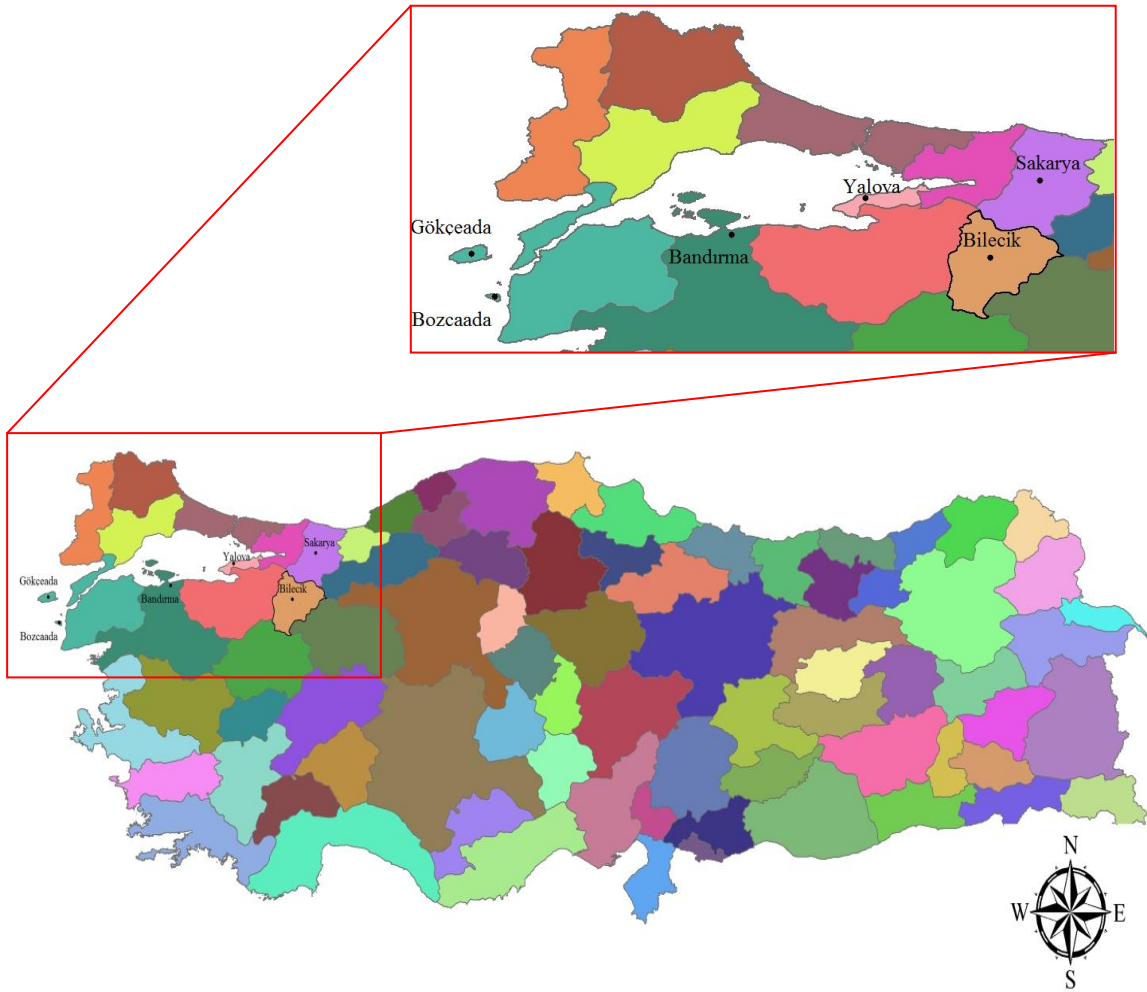 Sakarya
Yalova
Gökçeada
Bilecik
Bandırma
Bozcaada
Sakarya
Yalova
Gökçeada
Bilecik
Bandırma
Bozcaada
N
W
E
S